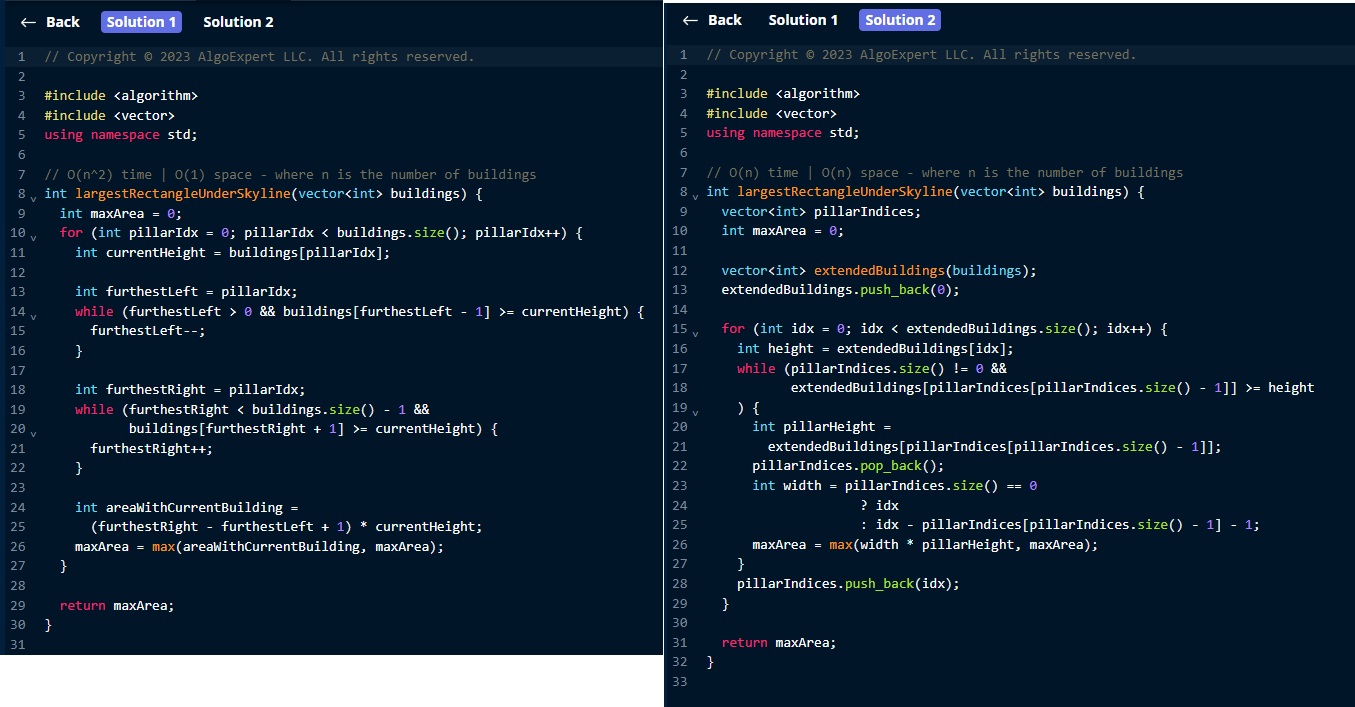 ← Back Solution 1 Solution 2
1 // Copyright © 2023 AlgoExpert LLC. All rights reserved.
2
3 #include <algorithm>
4 #include <vector>
5 using namespace std;
6
7 // O(n^2) time | O(1) space - where n is the number of buildings
8 int largestRectangleUnderSkyline(vector<int> buildings) {
9   int maxArea = 0;
10   for (int pillarIdx = 0; pillarIdx < buildings.size(); pillarIdx++) {
11     int currentHeight = buildings[pillarIdx];
12
13     int furthestLeft = pillarIdx;
14     while (furthestLeft > 0 && buildings[furthestLeft - 1] >= currentHeight) {
15       furthestLeft--;
16     }
17
18     int furthestRight = pillarIdx;
19     while (furthestRight < buildings.size() - 1 &&
20            buildings[furthestRight + 1] >= currentHeight) {
21       furthestRight++;
22     }
23
24     int areaWithCurrentBuilding =
25       (furthestRight - furthestLeft + 1) * currentHeight;
26     maxArea = max(areaWithCurrentBuilding, maxArea);
27   }
28
29   return maxArea;
30 }
31
← Back Solution 1 Solution 2
1 // Copyright © 2023 AlgoExpert LLC. All rights reserved.
2
3 #include <algorithm>
4 #include <vector>
5 using namespace std;
6
7 // O(n) time | O(n) space - where n is the number of buildings
8 int largestRectangleUnderSkyline(vector<int> buildings) {
9   vector<int> pillarIndices;
10   int maxArea = 0;
11
12   vector<int> extendedBuildings(buildings);
13   extendedBuildings.push_back(0);
14
15   for (int idx = 0; idx < extendedBuildings.size(); idx++) {
16     int height = extendedBuildings[idx];
17     while (pillarIndices.size() != 0 &&
18            extendedBuildings[pillarIndices[pillarIndices.size() - 1]] >= height
19     ) {
20       int pillarHeight =
21         extendedBuildings[pillarIndices[pillarIndices.size() - 1]];
22       pillarIndices.pop_back();
23       int width = pillarIndices.size() == 0
24                     ? idx
25                     : idx - pillarIndices[pillarIndices.size() - 1] - 1;
26       maxArea = max(width * pillarHeight, maxArea);
27     }
28     pillarIndices.push_back(idx);
29   }
30
31   return maxArea;
32 }
33